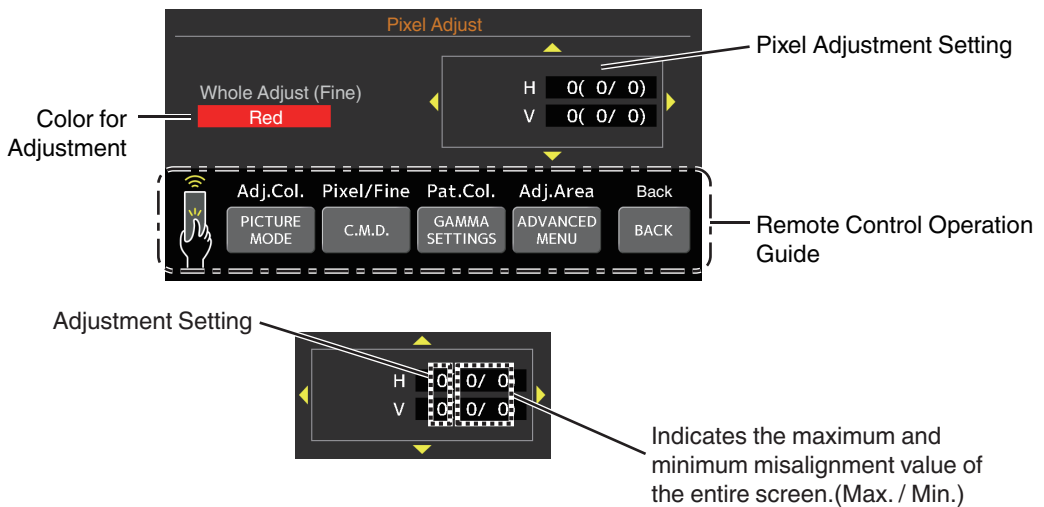 Pixel Adjust
Pixel Adjustment Setting
Whole Adjust (Fine)
Red
H 0( 0/ 0)
V 0( 0/ 0)
Color for
Adjustment
Adj.Col. Pixel/Fine Pat.Col. Adj.Area Back
PICTURE
MODE
C.M.D.
GAMMA
SETTINGS
ADVANCED
MENU
BACK
Remote Control Operation
Guide
Adjustment Setting
H 0 0/ 0
V 0 0/ 0
Indicates the maximum and
minimum misalignment value of
the entire screen.(Max. / Min.)